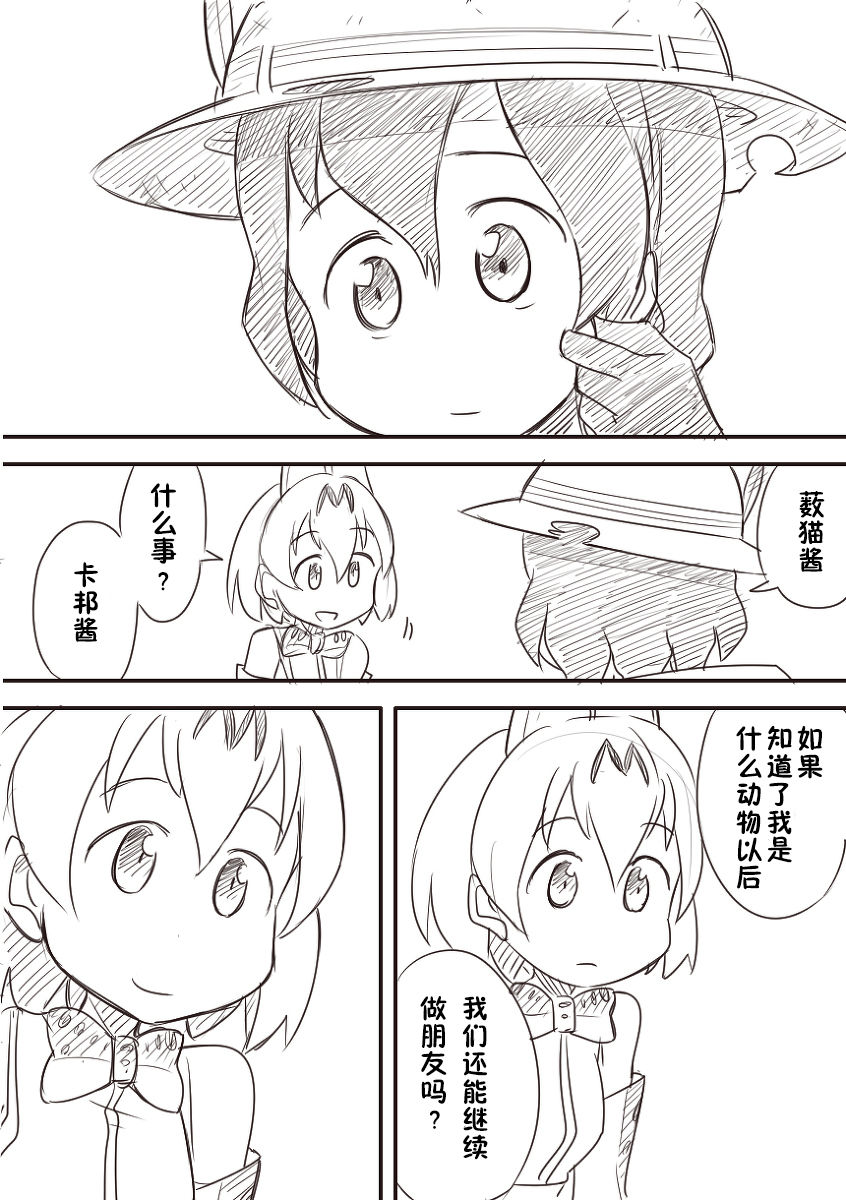 薮猫酱
什么事？
卡邦酱
如果
知道了我是
什么动物以后
我们还能继续
做朋友吗？